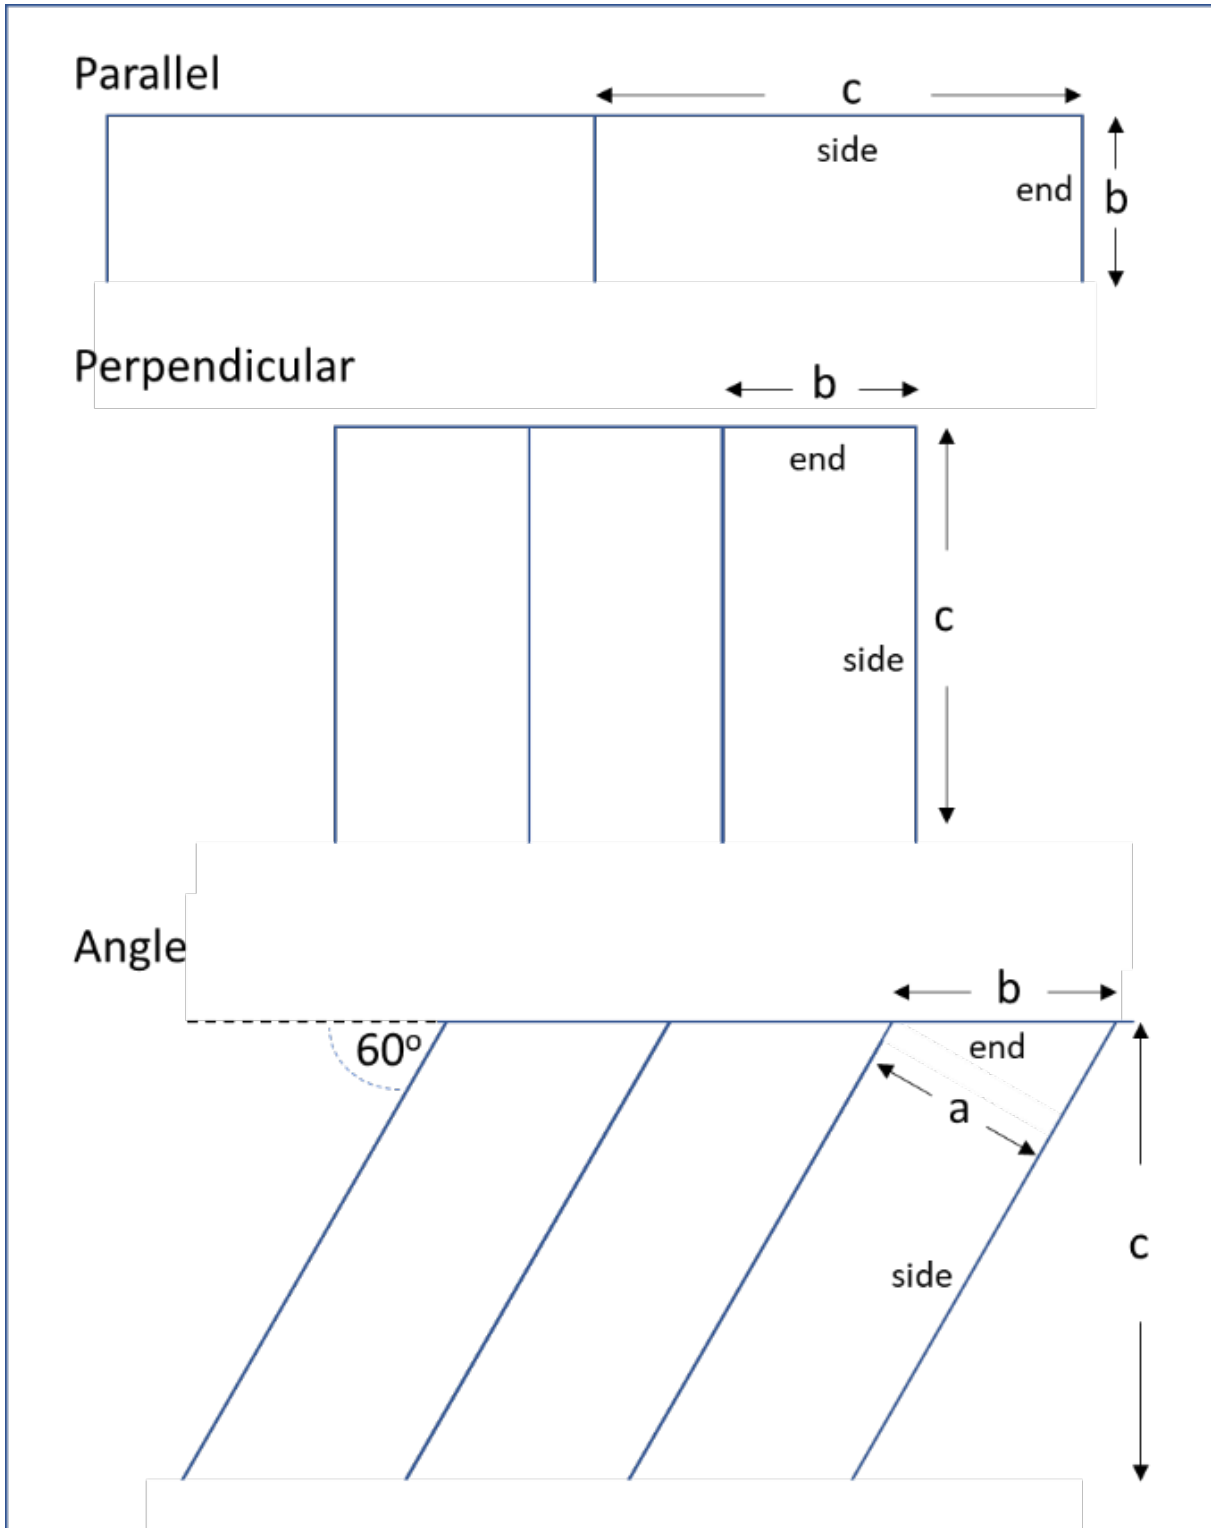 Parallel
c
side
end
b
Perpendicular
b
end
c
side
Angle
b
60º
end
a
c
side